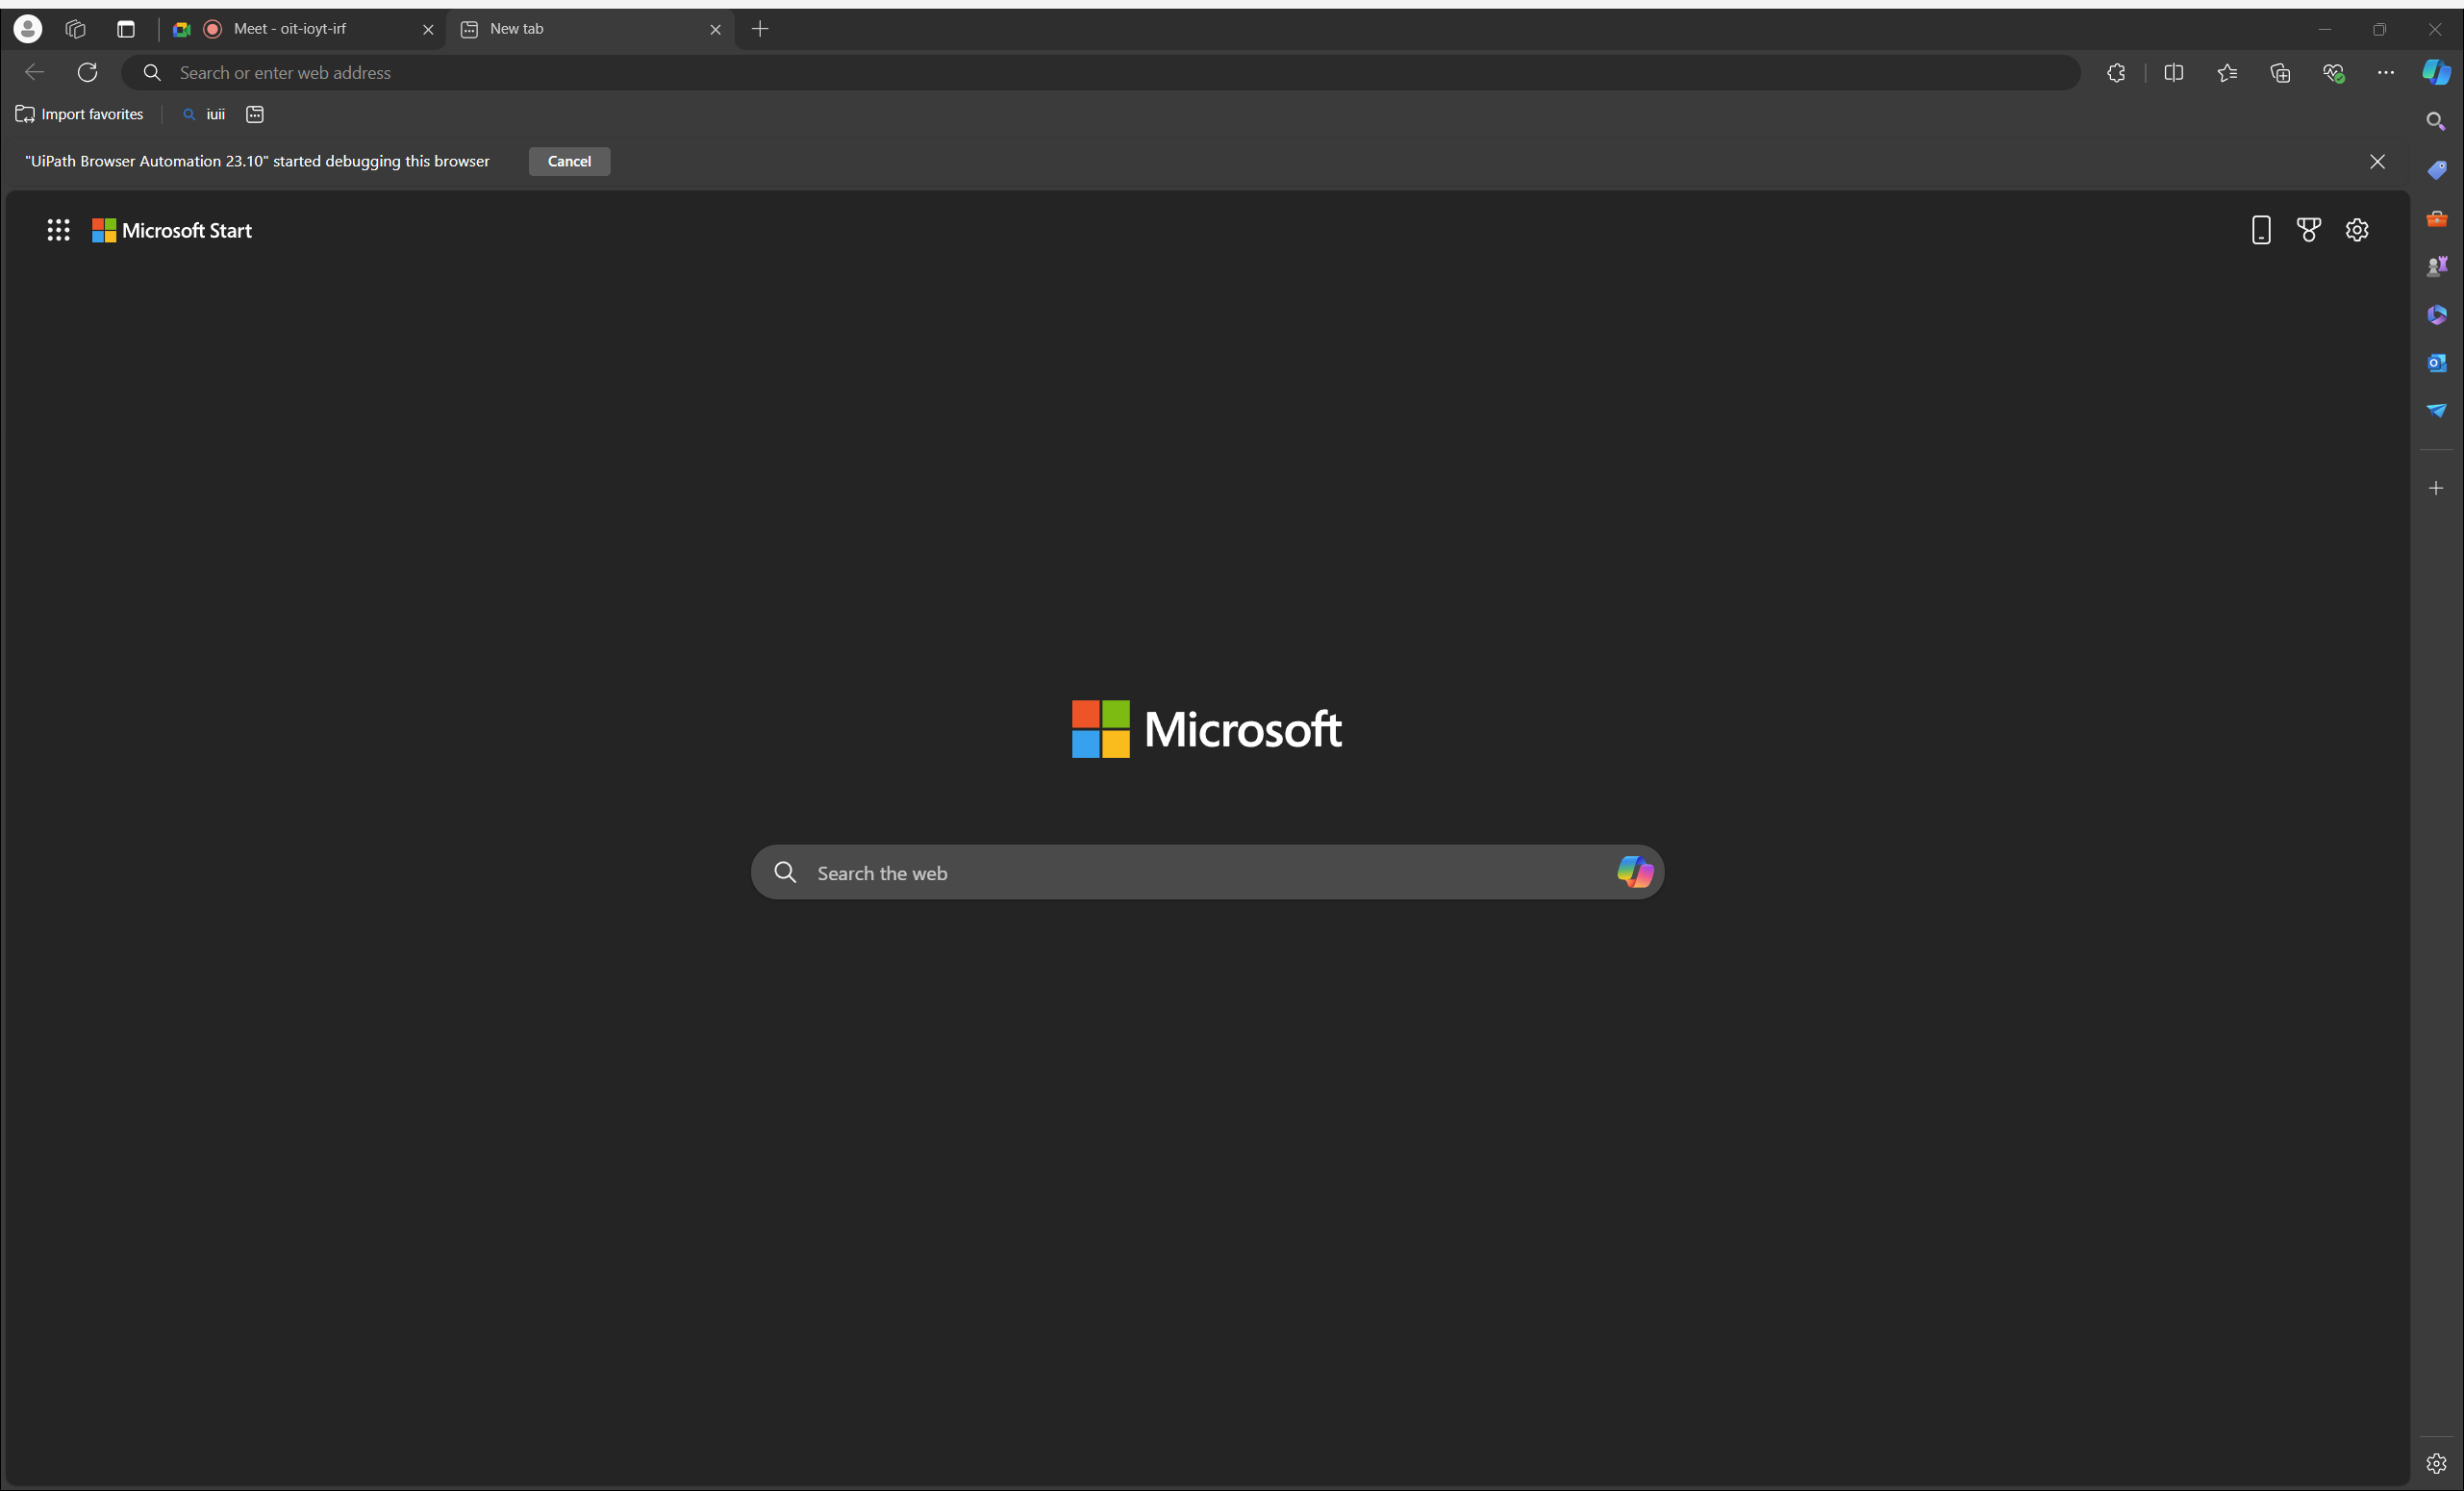 Meet - oit-ioyt-irf
New tab
Search or enter web address
Import favorites
iuii
"UiPath Browser Automation 23.10" started debugging this browser
Cancel
Microsoft Start
Microsoft
Search the web